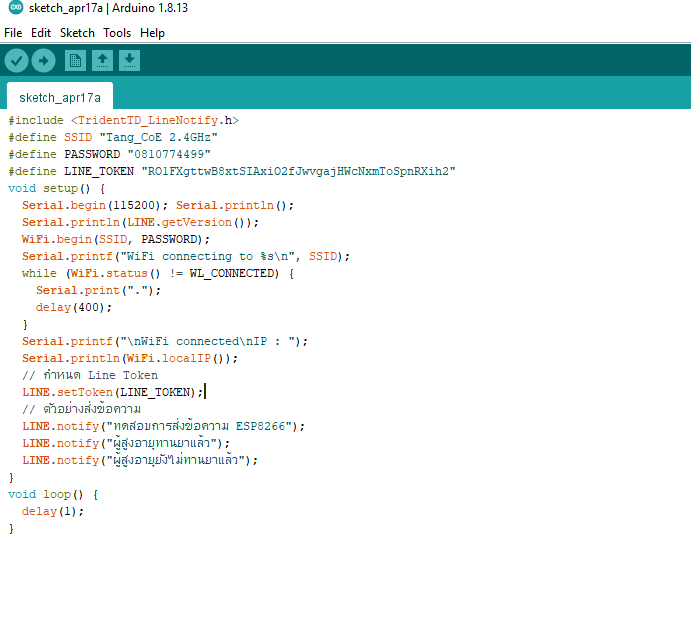 sketch_apr17a | Arduino 1.8.13
File Edit Sketch Tools Help
sketch_apr17a
#include <TridentTD_LineNotify.h>
#define SSID "Tang_CoE 2.4GHz"
#define PASSWORD "0810774499"
#define LINE_TOKEN "RO1FXgttwB8xtSIAxiO2fJwvgajHWcNxmToSpnRXih2"
void setup() {
Serial.begin(115200); Serial.println();
Serial.println(LINE.getVersion());
WiFi.begin(SSID, PASSWORD);
Serial.printf("WiFi connecting to %s\n", SSID);
while (WiFi.status() != WL_CONNECTED) {
Serial.print(".");
delay(400);
}
Serial.printf("\nWiFi connected\nIP : ");
Serial.println(WiFi.localIP());
// กำหนด Line Token
LINE.setToken(LINE_TOKEN);
// ตัวอย่างส่งข้อความ
LINE.notify("ทดสอบการส่งข้อความ ESP8266");
LINE.notify("ผู้สูงอายุทานยาแล้ว");
LINE.notify("ผู้สูงอายุยังไม่ทานยาแล้ว");
}
void loop() {
delay(1);
}